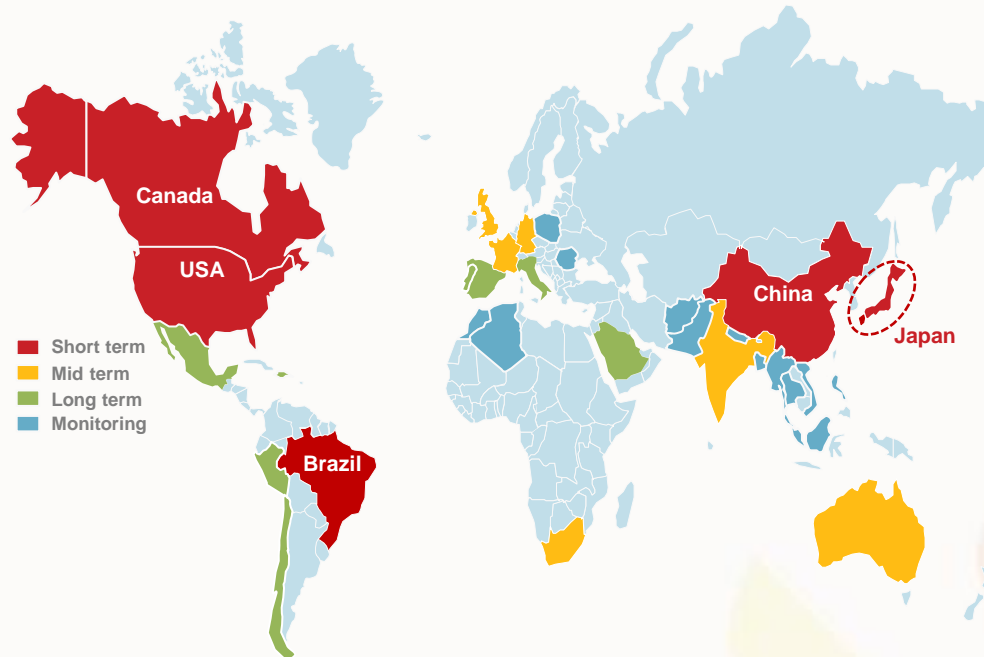 Canada
USA
China
Japan
Short term
Mid term
Long term
Monitoring
Brazil